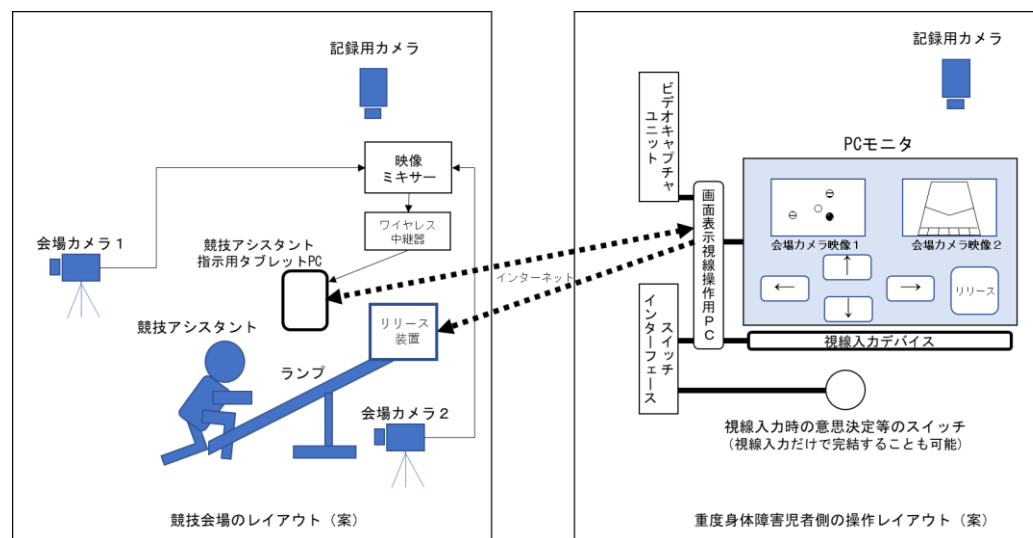 記録用カメラ
映像
ミキサー
ワイヤレス
中継器
会場カメラ１
競技アシスタント
指示用タブレットPC
インターネット
競技アシスタント
リリース
装置
ランプ
会場カメラ２
競技会場のレイアウト（案）
記録用カメラ
ビデオキャプチャ
ユニット
PCモニタ
画面表示視線操作用ＰＣ
会場カメラ映像１
会場カメラ映像２
↑
←
→
↓
リリース
スイッチ
インターフェース
視線入力デバイス
視線入力時の意思決定等のスイッチ
（視線入力だけで完結することも可能）
重度身体障害児者側の操作レイアウト（案）